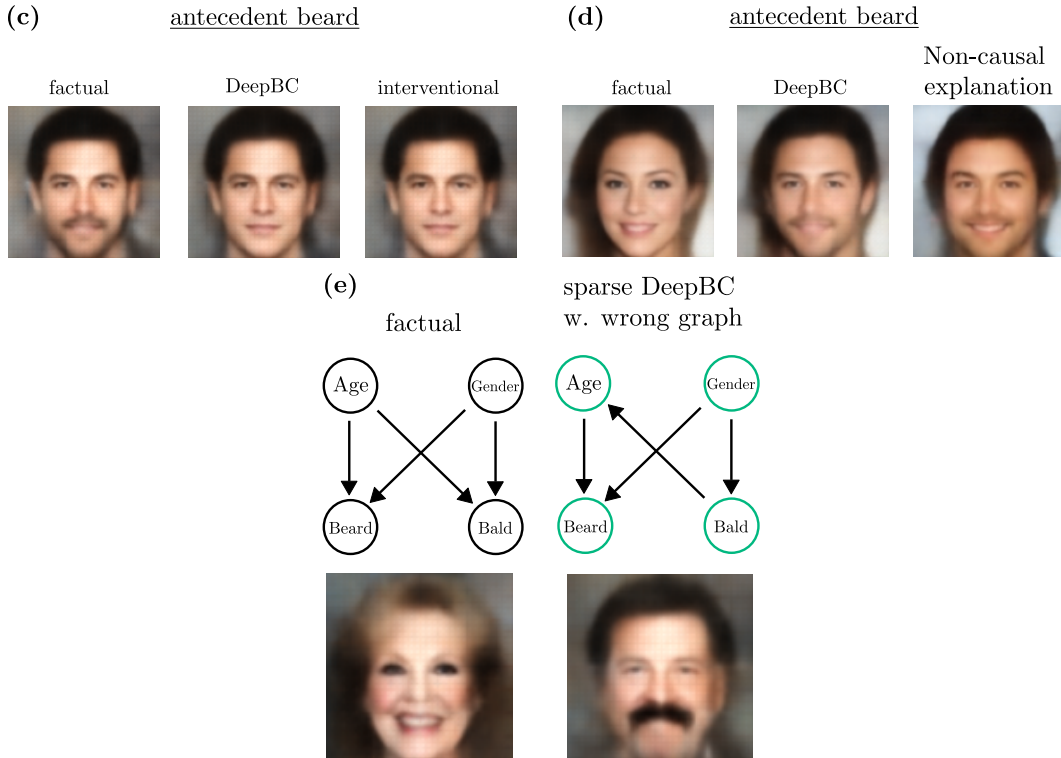 (c)
antecedent beard
factual
DeepBC
interventional
(d)
antecedent beard
factual
DeepBC
Non-causal
explanation
(e)
factual
Age
Gender
Beard
Bald
sparse DeepBC
w. wrong graph
Age
Gender
Beard
Bald